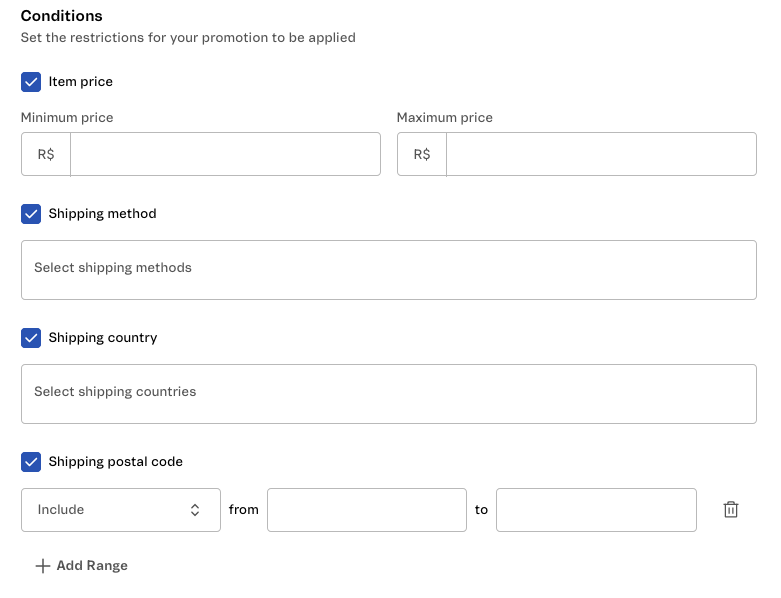 Conditions
Set the restrictions for your promotion to be applied
Item price
Minimum price Maximum price
R$ R$
Shipping method
Select shipping methods
Shipping country
Select shipping countries
Shipping postal code
Include from to
Add Range